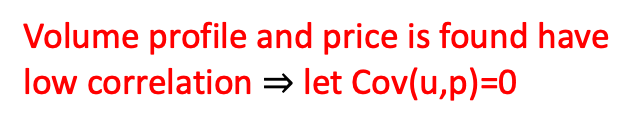 Volume profile and price is found have
low correlation ⇒ let Cov(u,p)=0